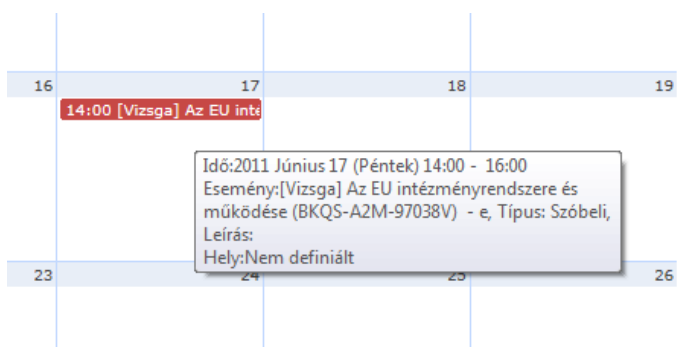 16 17 18 19
14:00 [Vizsga] Az EU inté
Idő:2011 Június 17 (Péntek) 14:00 - 16:00
Esemény:[Vizsga] Az EU intézményrendszere és
működése (BKQS-A2M-97038V) - e, Típus: Szóbeli,
Leírás:
Hely:Nem definiált
23 24 25 26